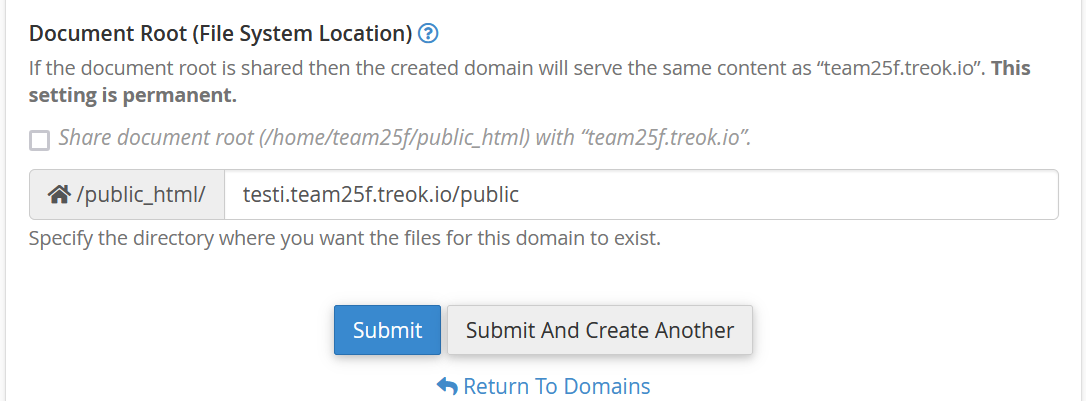 Document Root (File System Location)
If the document root is shared then the created domain will serve the same content as “team25f.treok.io”. This
setting is permanent.
Share document root (/home/team25f/public_html) with “team25f.treok.io”.
/public_html/ testi.team25f.treok.io/public
Specify the directory where you want the files for this domain to exist.
Submit Submit And Create Another
Return To Domains